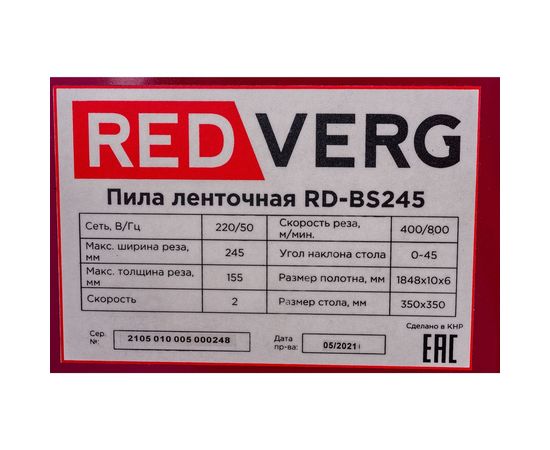 REDVERG
Пила ленточная RD-BS245
Сеть, В/Гц 220/50 Скорость реза, м/мин. 400/800
Макс. ширина реза, мм 245 Угол наклона стола 0-45
Макс. толщина реза, мм 155 Размер полотна, мм 1848x10x6
Скорость 2 Размер стола, мм 350x350
Сделано в КНР
Сер. №: 2105 010 005 000248 Дата пр-ва: 05/2021 EAC